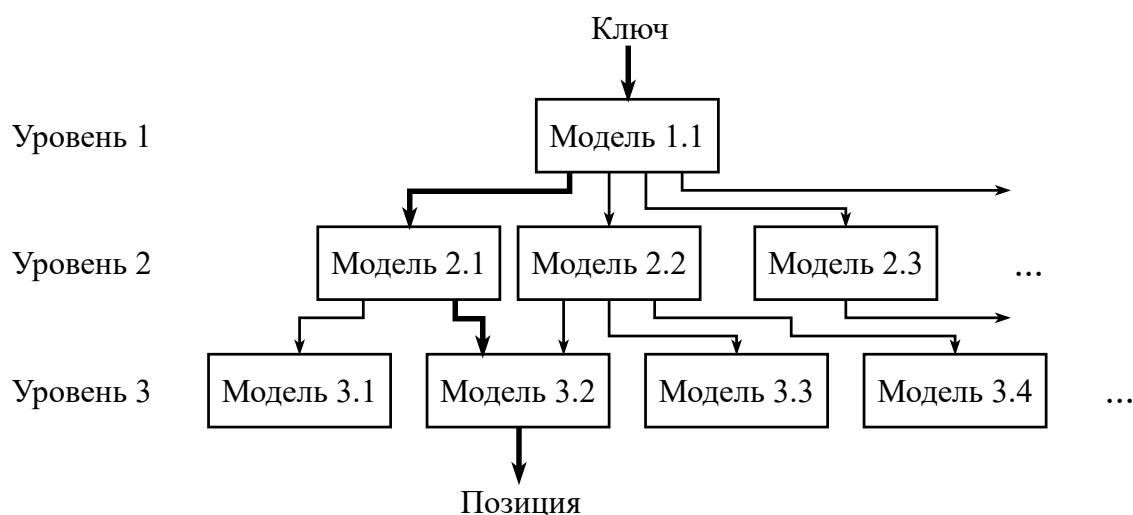 Ключ
Уровень 1 Модель 1.1
Уровень 2 Модель 2.1 Модель 2.2 Модель 2.3 ...
Уровень 3 Модель 3.1 Модель 3.2 Модель 3.3 Модель 3.4 ...
Позиция